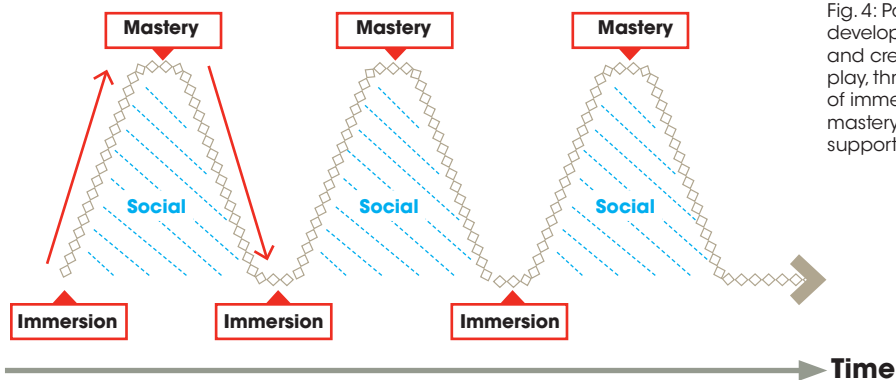 Mastery
Mastery
Mastery
Social
Social
Social
Immersion
Immersion
Immersion
Time
Fig. 4:
develop
and cre
play, thr
of imme
mastery
support